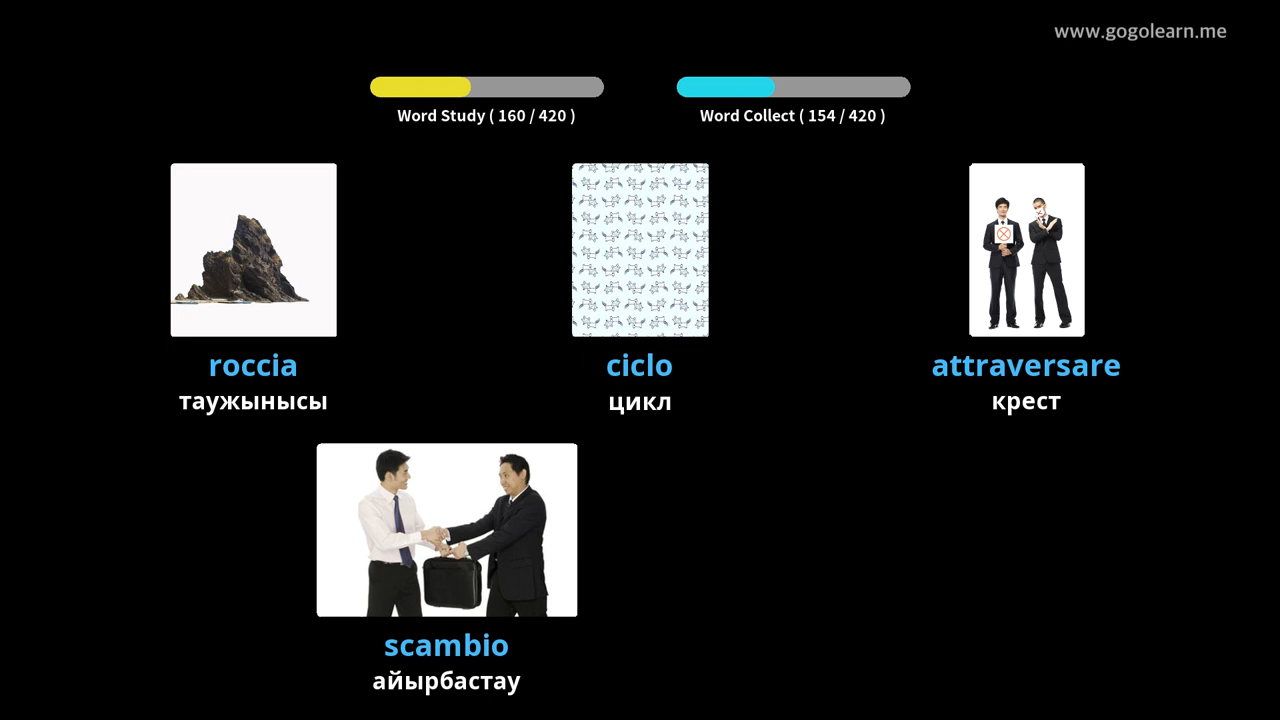 www.gogolearn.me
Word Study ( 160 / 420 )
Word Collect ( 154 / 420 )
roccia
таужынысы
ciclo
цикл
attraversare
крест
scambio
айырбастау